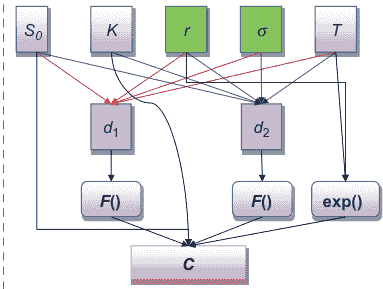 S₀ K r σ T
d₁ d₂
F() F() exp()
C